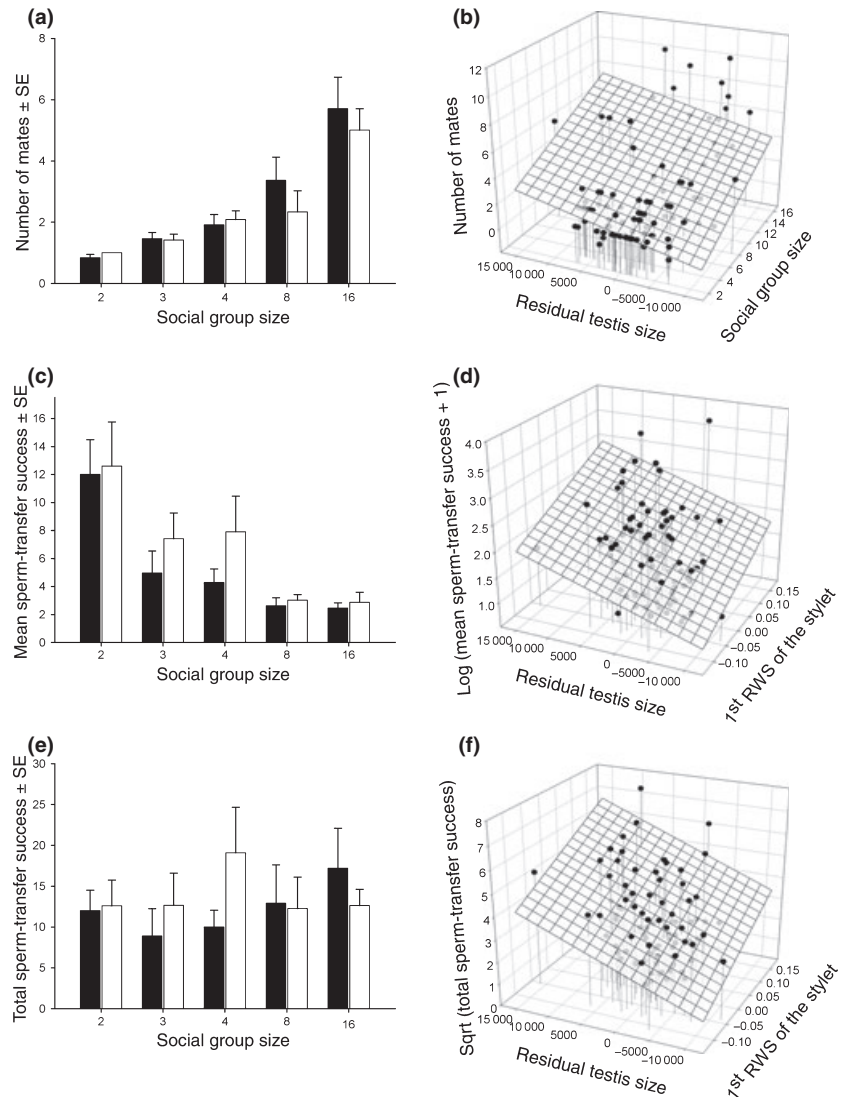 (a)
8
6
4
2
0
Number of mates ± SE
2 3 4 8 16
Social group size
(b)
12
10
8
6
4
2
0
Number of mates
15 000 10 000 5000 0 −5000 −10 000
Residual testis size
2 4 6 8 10 12 14 16
Social group size
(c)
16
14
12
10
8
6
4
2
0
Mean sperm-transfer success ± SE
2 3 4 8 16
Social group size
(d)
4.0
3.5
3.0
2.5
2.0
1.5
1.0
Log (mean sperm-transfer success + 1)
15 000 10 000 5000 0 −5000 −10 000
Residual testis size
−0.10 −0.05 0.00 0.05 0.10 0.15
1st RWS of the stylet
(e)
30
25
20
15
10
5
0
Total sperm-transfer success ± SE
2 3 4 8 16
Social group size
(f)
8
7
6
5
4
3
2
1
0
Sqrt (total sperm-transfer success)
15 000 10 000 5000 0 −5000 −10 000
Residual testis size
−0.10 −0.05 0.00 0.05 0.10 0.15
1st RWS of the stylet